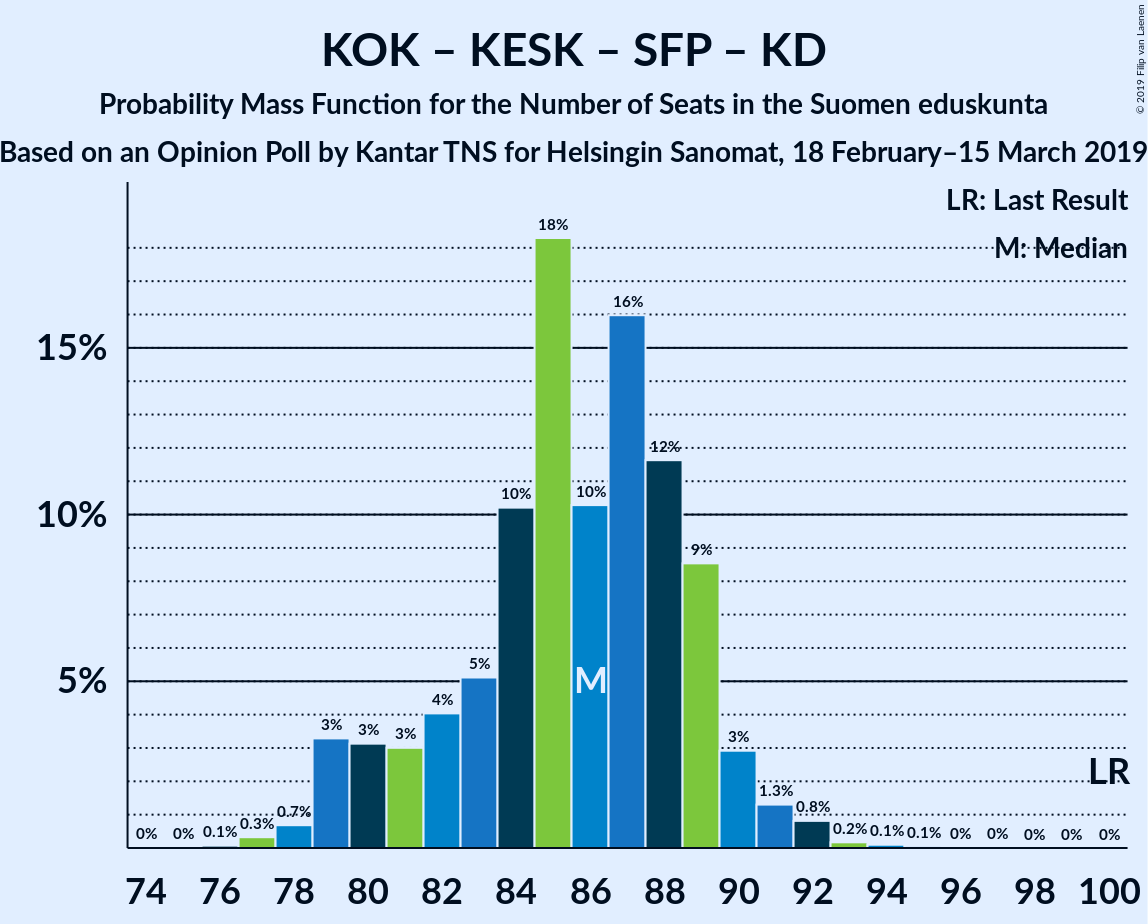 KOK – KESK – SFP – KD
Probability Mass Function for the Number of Seats in the Suomen eduskunta
Based on an Opinion Poll by Kantar TNS for Helsingin Sanomat, 18 February–15 March 2019
© 2019 Filip van Laenen
LR: Last Result
M: Median
15%
10%
5%
0% 0% 0.1% 0.3% 0.7% 3% 3% 3% 4% 5% 10% 18% 10% 16% 12% 9% 3% 1.3% 0.8% 0.2% 0.1% 0.1% 0% 0% 0% 0% 0%
M
LR
74 76 78 80 82 84 86 88 90 92 94 96 98 100